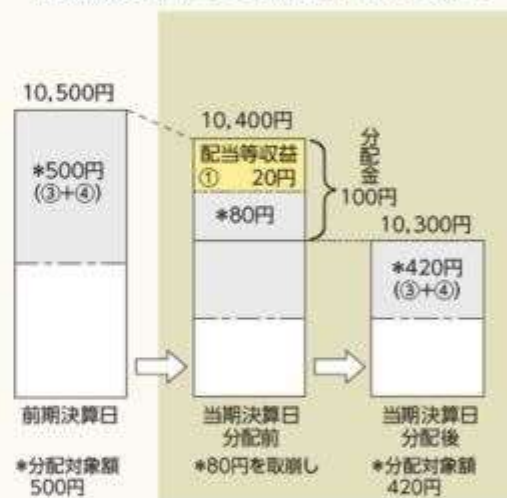 10,500円
*500円
(③+④)
10,400円
配当等収益
① 20円
*80円
分配金
100円
10,300円
*420円
(③+④)
前期決算日
当期決算日
分配前
当期決算日
分配後
*分配対象額
500円
*80円を取崩し
*分配対象額
420円